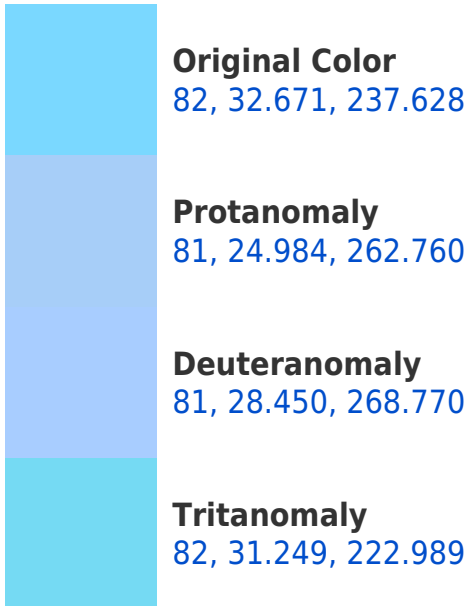 Original Color
82, 32.671, 237.628
Protanomaly
81, 24.984, 262.760
Deuteranomaly
81, 28.450, 268.770
Tritanomaly
82, 31.249, 222.989